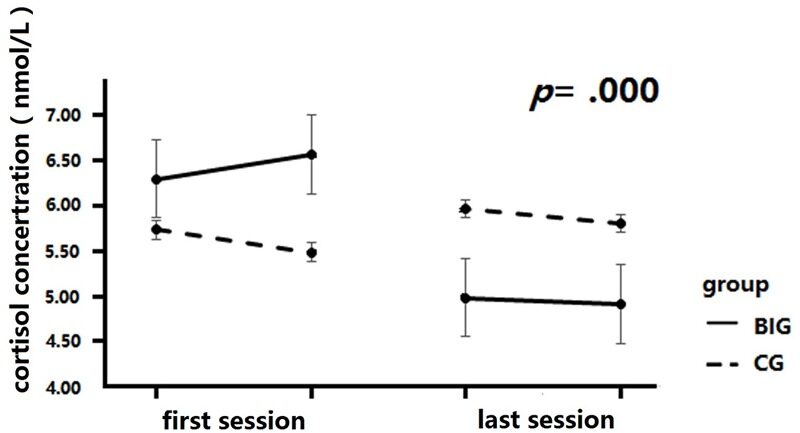 cortisol concertration ( nmol/L )
p= .000
7.00
6.50
6.00
5.50
5.00
4.50
4.00
first session
last session
group
BIG
CG